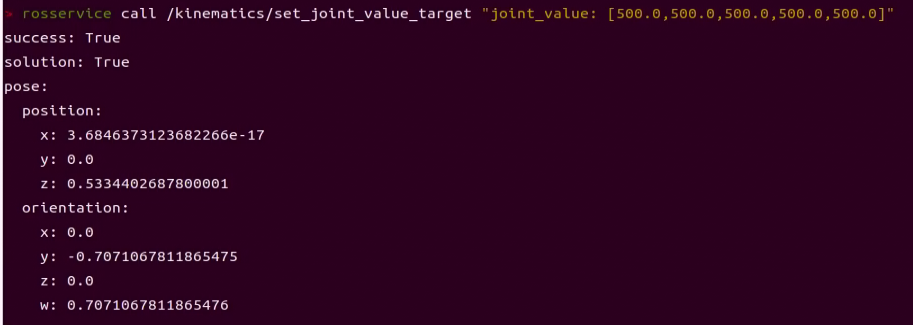 > rosservice call /kinematics/set_joint_value_target "joint_value: [500.0,500.0,500.0,500.0,500.0]"
success: True
solution: True
pose:
  position:
    x: 3.6846373123682266e-17
    y: 0.0
    z: 0.5334402687800001
  orientation:
    x: 0.0
    y: -0.7071067811865475
    z: 0.0
    w: 0.7071067811865476